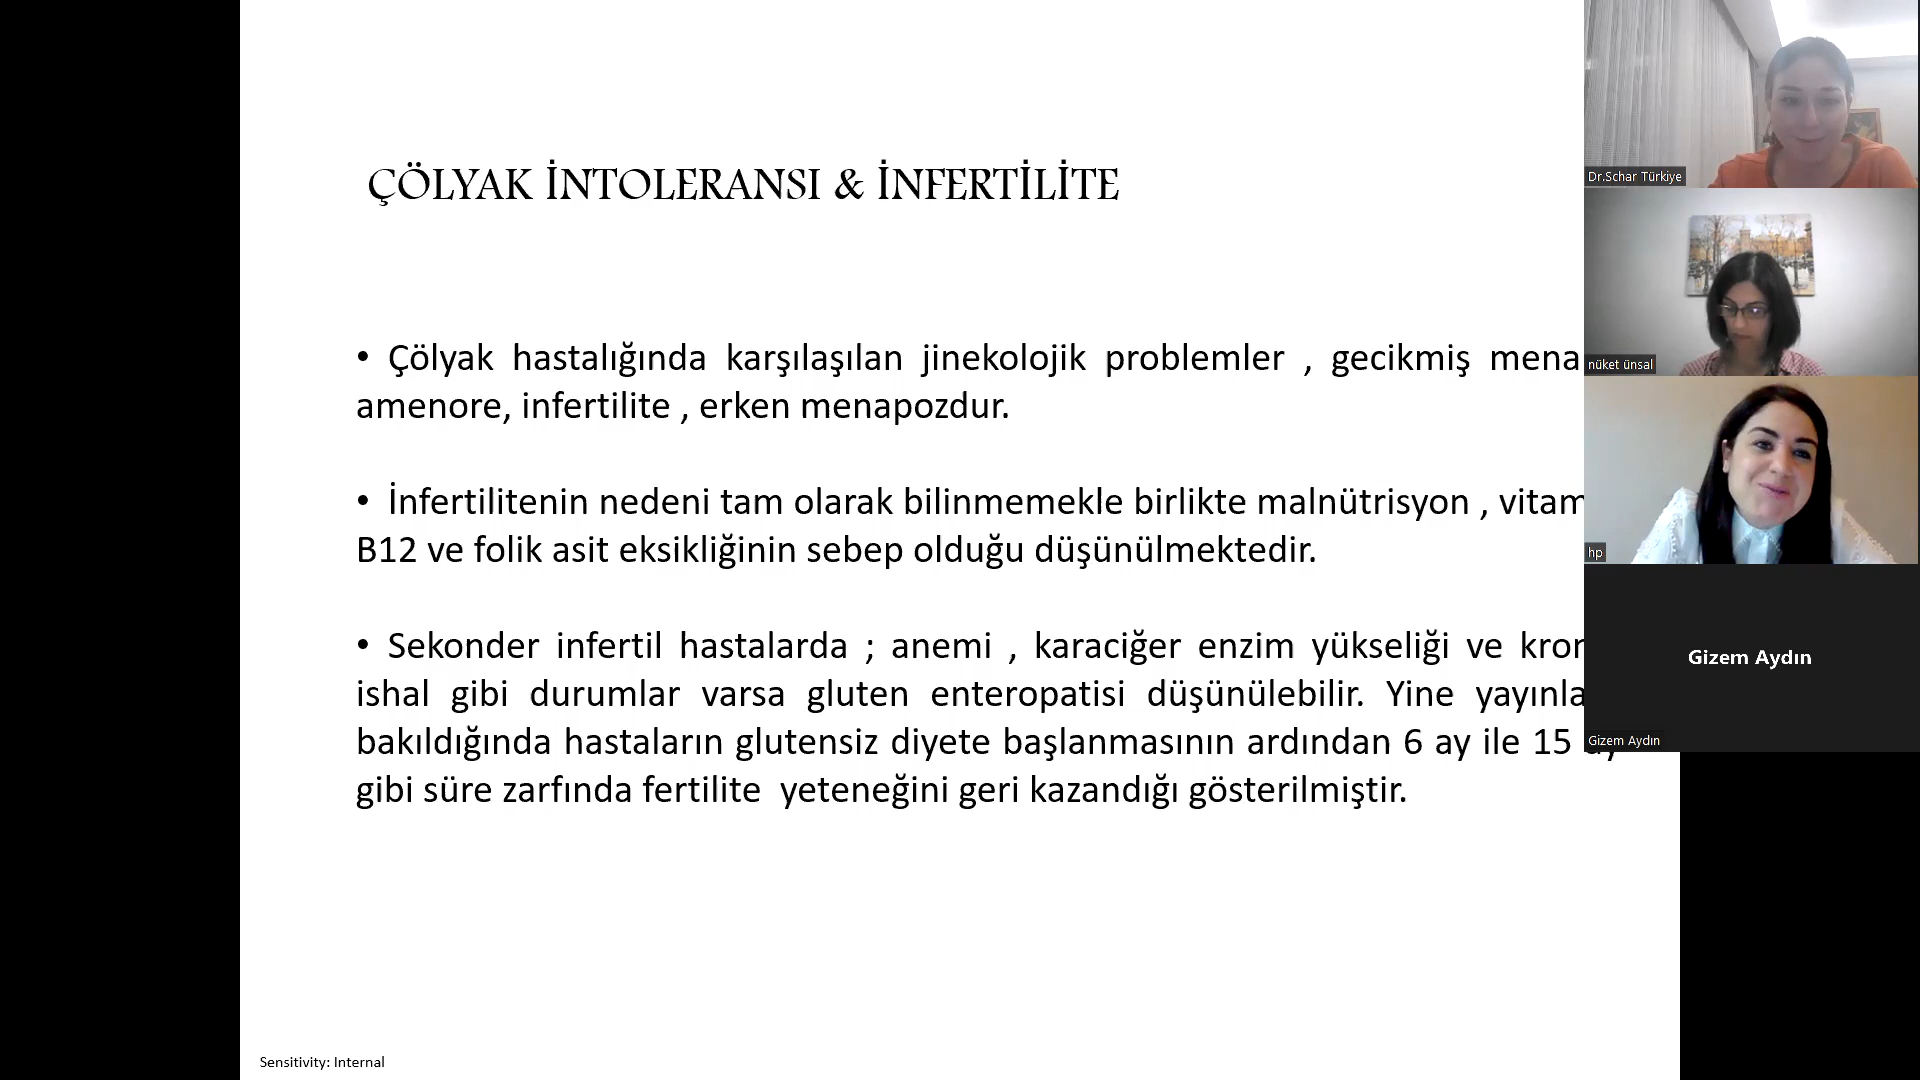 ÇÖLYAK İNTOLERANSI & İNFERTİLİTE
• Çölyak hastalığında karşılaşılan jinekolojik problemler , gecikmiş
amenore, infertilite , erken menapozdur.
• İnfertilitenin nedeni tam olarak bilinmemekle birlikte malnütrisyon ,
B12 ve folik asit eksikliğinin sebep olduğu düşünülmektedir.
• Sekonder infertil hastalarda ; anemi , karaciğer enzim yükseliği ve
ishal gibi durumlar varsa gluten enteropatisi düşünülebilir. Yine
bakıldığında hastaların glutensiz diyete başlanmasının ardından 6 ay ile 15 ay
gibi süre zarfında fertilite yeteneğini geri kazandığı gösterilmiştir.
Sensitivity: Internal
Dr.Schar Türkiye
nüket ünsal
hp
Gizem Aydın
Gizem Aydın